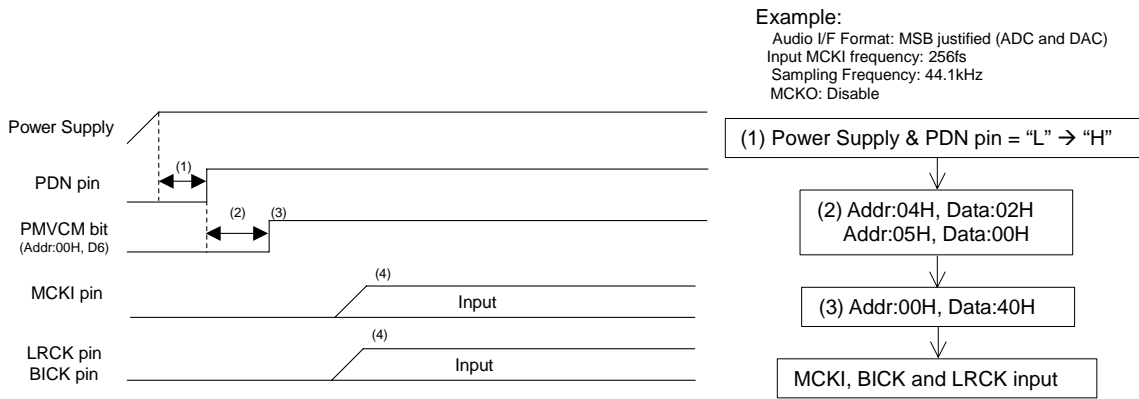 Example:
Audio I/F Format: MSB justified (ADC and DAC)
Input MCKI frequency: 256fs
Sampling Frequency: 44.1kHz
MCKO: Disable
Power Supply
(1)
PDN pin
(2)
(3)
PMVCM bit
(Addr:00H, D6)
(4)
MCKI pin
Input
(4)
LRCK pin
BICK pin
Input
(1) Power Supply & PDN pin = “L” → “H”
(2) Addr:04H, Data:02H
Addr:05H, Data:00H
(3) Addr:00H, Data:40H
MCKI, BICK and LRCK input